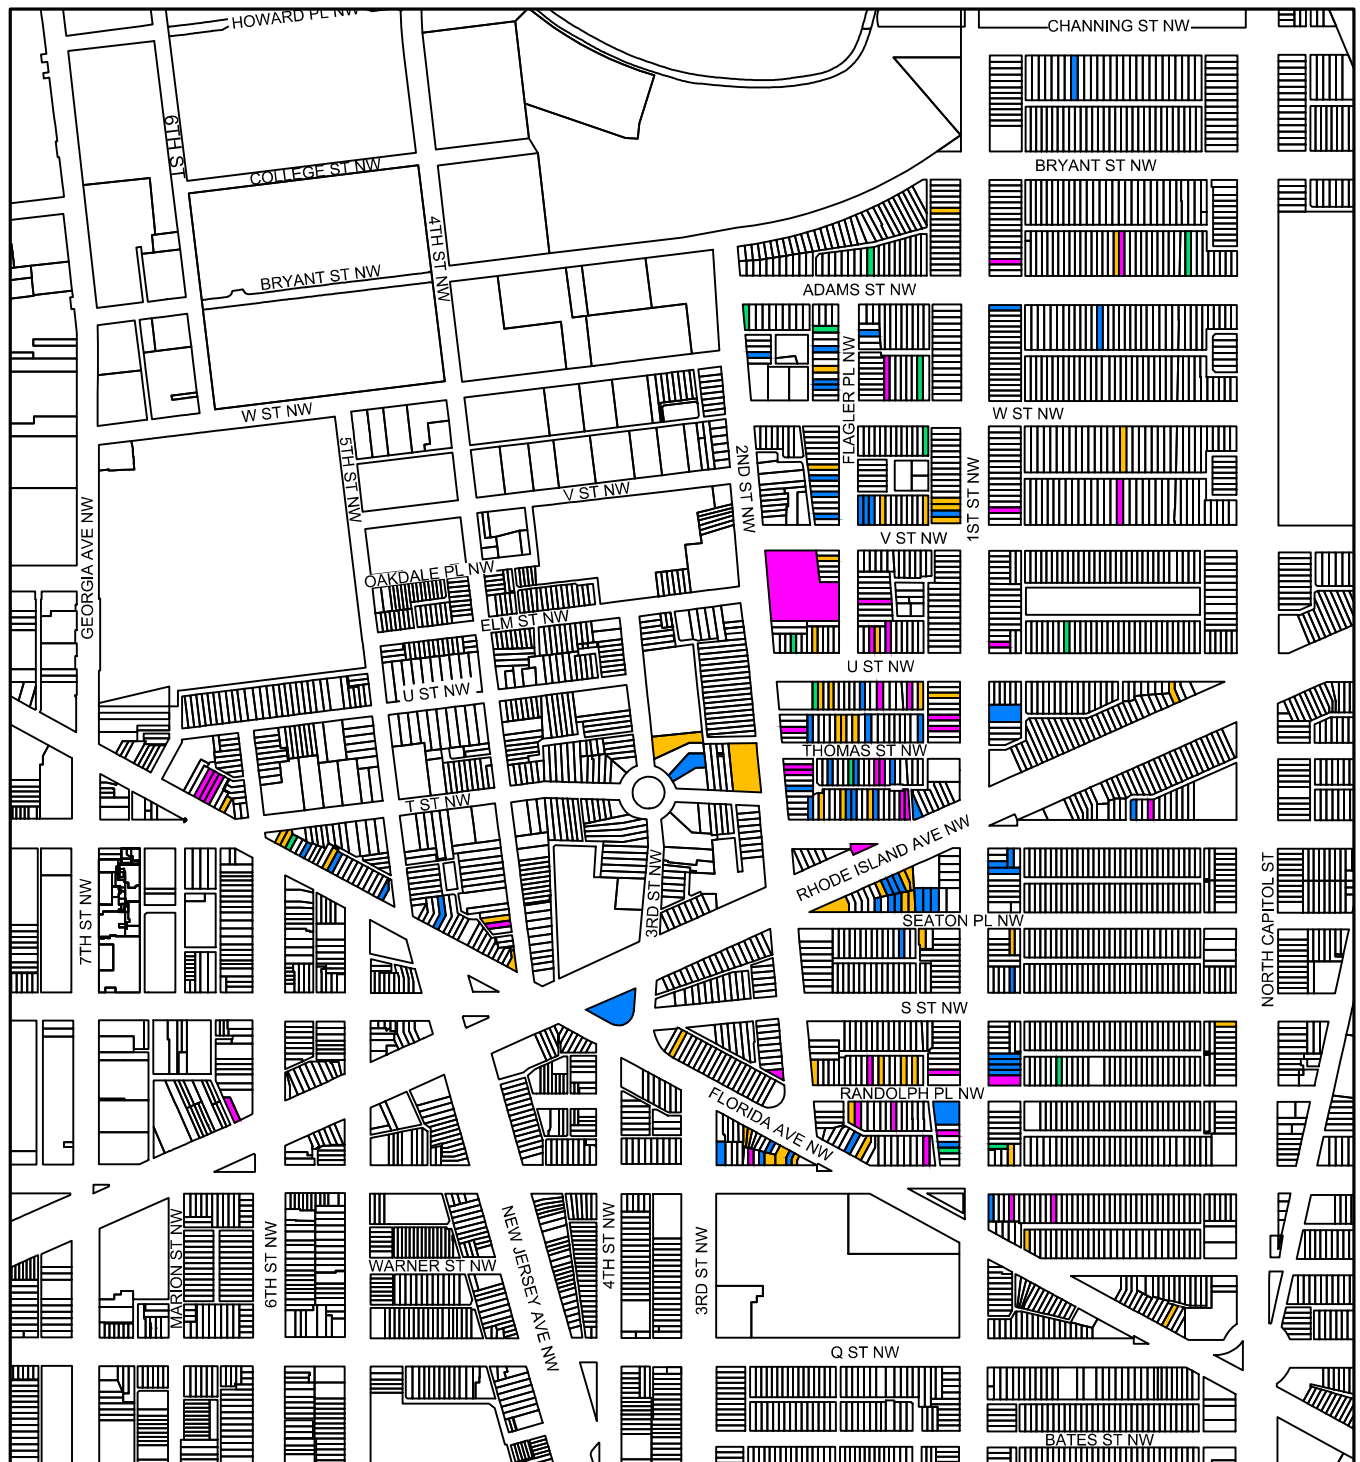 HOWARD PL NW
CHANNING ST NW
6TH ST
COLLEGE ST NW
BRYANT ST NW
4TH ST NW
BRYANT ST NW
ADAMS ST NW
FLAGLER PL NW
W ST NW
W ST NW
5TH ST NW
2ND ST NW
1ST ST NW
V ST NW
GEORGIA AVE NW
V ST NW
OAKDALE PL NW
ELM ST NW
U ST NW
U ST NW
THOMAS ST NW
T ST NW
RHODE ISLAND AVE NW
3RD ST NW
7TH ST NW
SEATON PL NW
NORTH CAPITOL ST
S ST NW
RANDOLPH PL NW
FLORIDA AVE NW
MARION ST NW
6TH ST NW
WARNER ST NW
NEW JERSEY AVE NW
4TH ST NW
3RD ST NW
Q ST NW
BATES ST NW